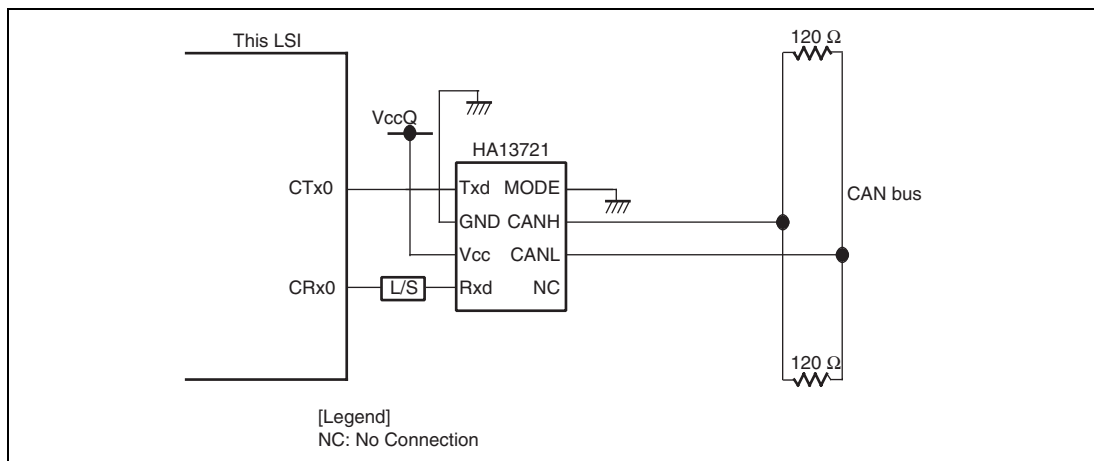 This LSI
120 Ω
VccQ
HA13721
CTx0
Txd MODE
CAN bus
GND CANH
Vcc CANL
CRx0
L/S
Rxd NC
120 Ω
[Legend]
NC: No Connection